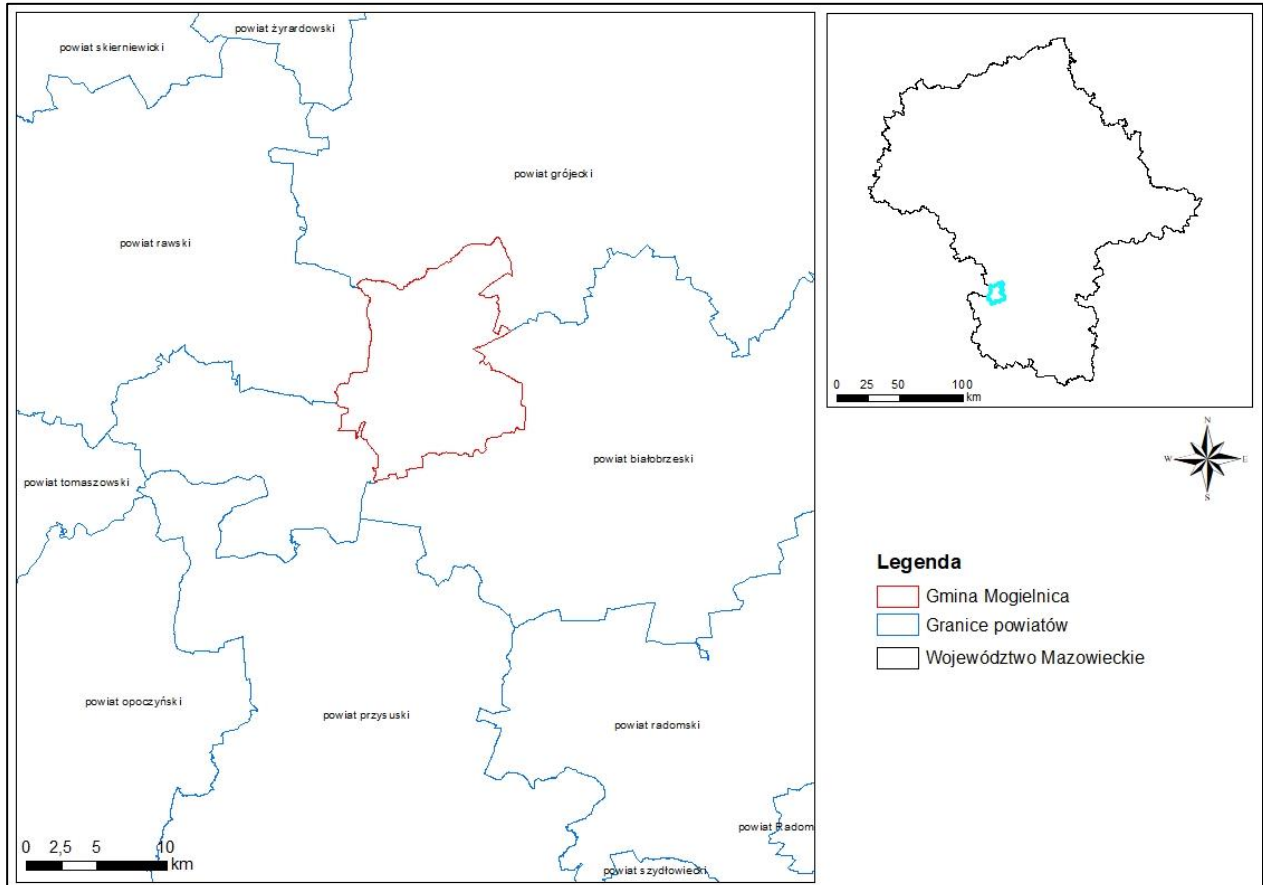 powiat żyrardowski
powiat skierniewicki
powiat grójecki
powiat rawski
powiat białobrzeski
powiat tomaszowski
powiat opoczyński
powiat przysuski
powiat radomski
powiat Radom
powiat szydłowiecki
0 2,5 5 10
km
0 25 50 100
km
N
W E
S
Legenda
Gmina Mogielnica
Granice powiatów
Województwo Mazowieckie